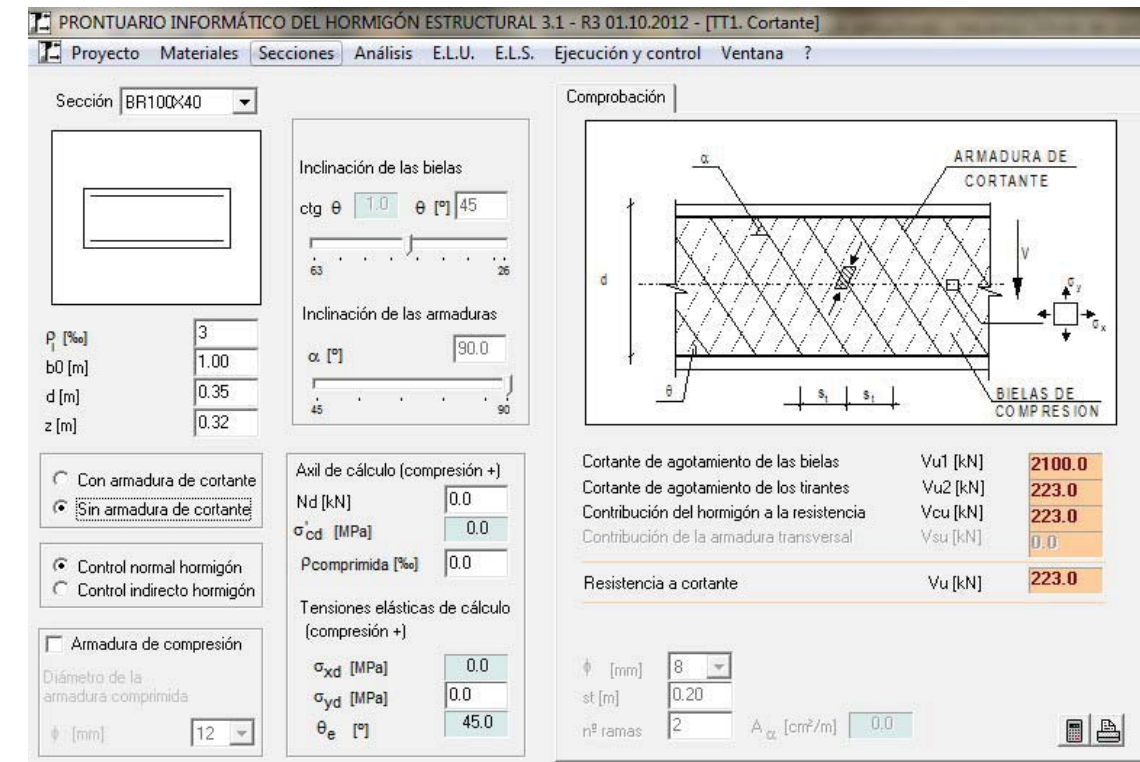 PRONTUARIO INFORMÁTICO DEL HORMIGÓN ESTRUCTURAL 3.1 - R3 01.10.2012 - [TT1. Cortante]
Proyecto Materiales Secciones Análisis E.L.U. E.L.S. Ejecución y control Ventana ?
Sección BR100X40
ρl [‰] 3
b0 [m] 1.00
d [m] 0.35
z [m] 0.32
Con armadura de cortante
Sin armadura de cortante
Control normal hormigón
Control indirecto hormigón
Armadura de compresión
Diámetro de la
armadura comprimida
ϕ [mm] 12
Inclinación de las bielas
ctg θ 1.0 θ [º] 45
63 26
Inclinación de las armaduras
α [º] 90.0
45 90
Axil de cálculo (compresión +)
Nd [kN] 0.0
σ'cd [MPa] 0.0
ρcomprimida [‰] 0.0
Tensiones elásticas de cálculo
(compresión +)
σxd [MPa] 0.0
σyd [MPa] 0.0
θe [º] 45.0
Comprobación
α
ARMADURA DE
CORTANTE
d
V
σy
σx
θ
st st
BIELAS DE
COMPRESION
Cortante de agotamiento de las bielas Vu1 [kN] 2100.0
Cortante de agotamiento de los tirantes Vu2 [kN] 223.0
Contribución del hormigón a la resistencia Vcu [kN] 223.0
Contribución de la armadura transversal Vsu [kN] 0.0
Resistencia a cortante Vu [kN] 223.0
ϕ [mm] 8
st [m] 0.20
nº ramas 2 Aα [cm²/m] 0.0